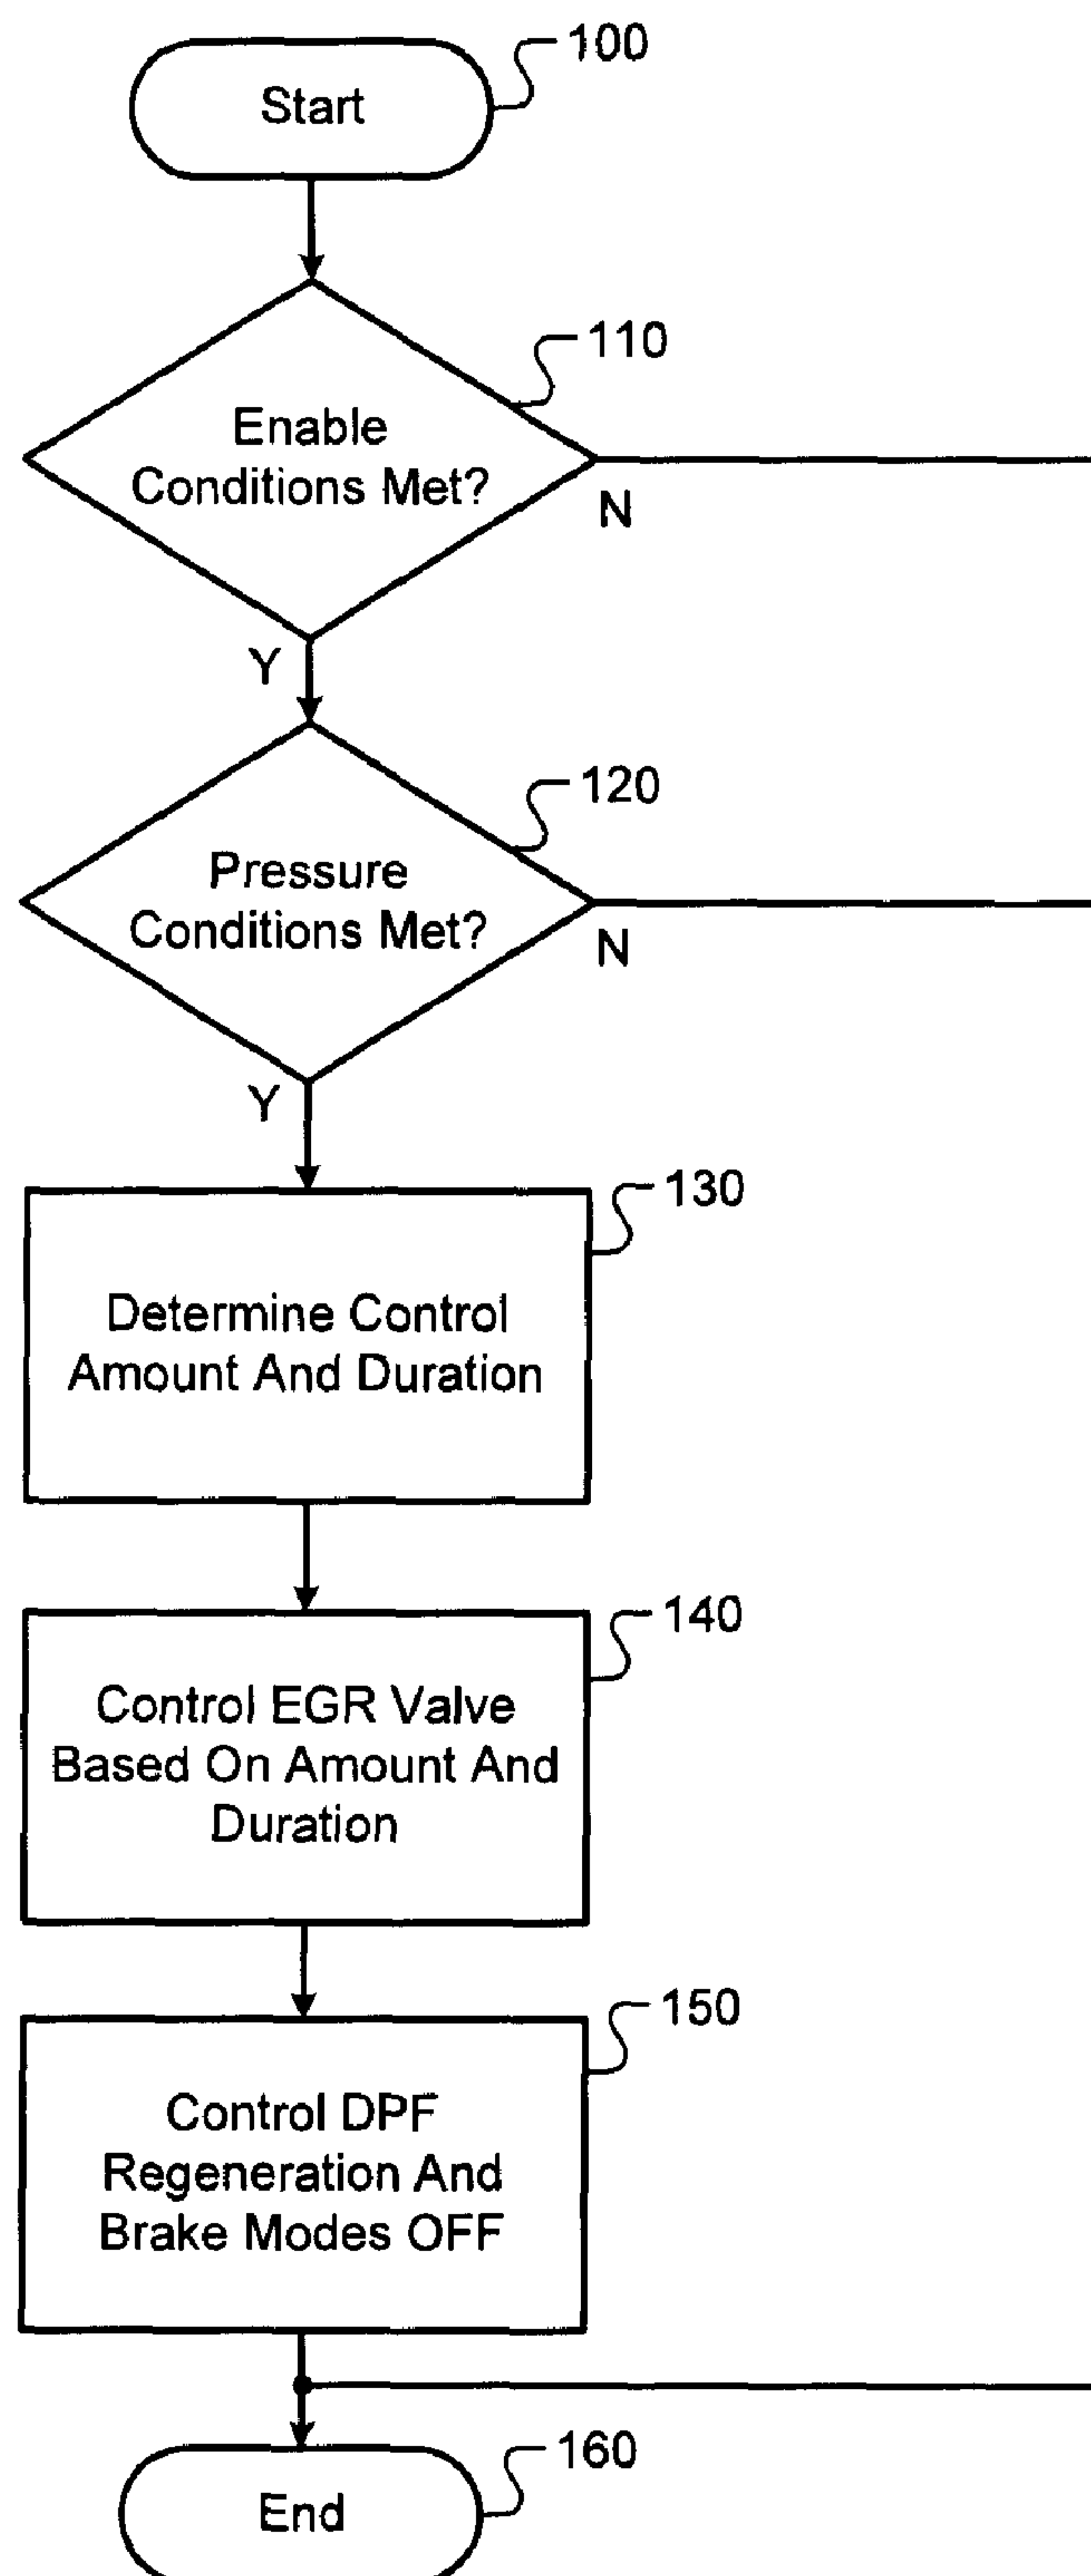 100
Start
110
Enable
Conditions Met?
N
Y
120
Pressure
Conditions Met?
N
Y
130
Determine Control
Amount And Duration
140
Control EGR Valve
Based On Amount And
Duration
150
Control DPF
Regeneration And
Brake Modes OFF
160
End